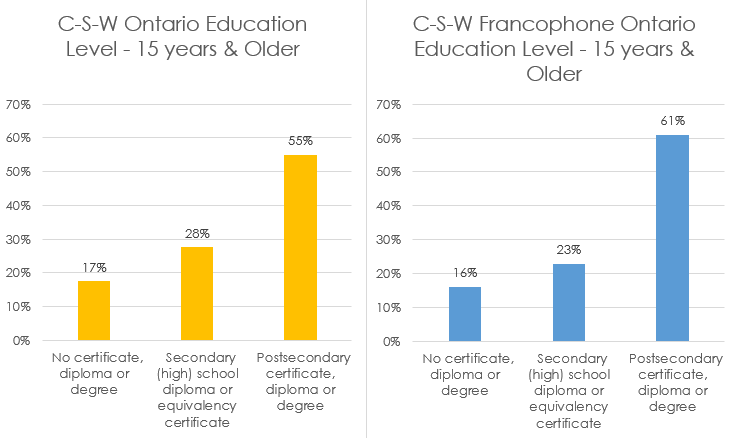 C-S-W Ontario Education
Level - 15 years & Older
70%
60%
50%
40%
30%
20%
10%
0%
17%
28%
55%
No certificate,
diploma or
degree
Secondary
(high) school
diploma or
equivalency
certificate
Postsecondary
certificate,
diploma or
degree
C-S-W Francophone Ontario
Education Level - 15 years &
Older
70%
60%
50%
40%
30%
20%
10%
0%
16%
23%
61%
No certificate,
diploma or
degree
Secondary
(high) school
diploma or
equivalency
certificate
Postsecondary
certificate,
diploma or
degree